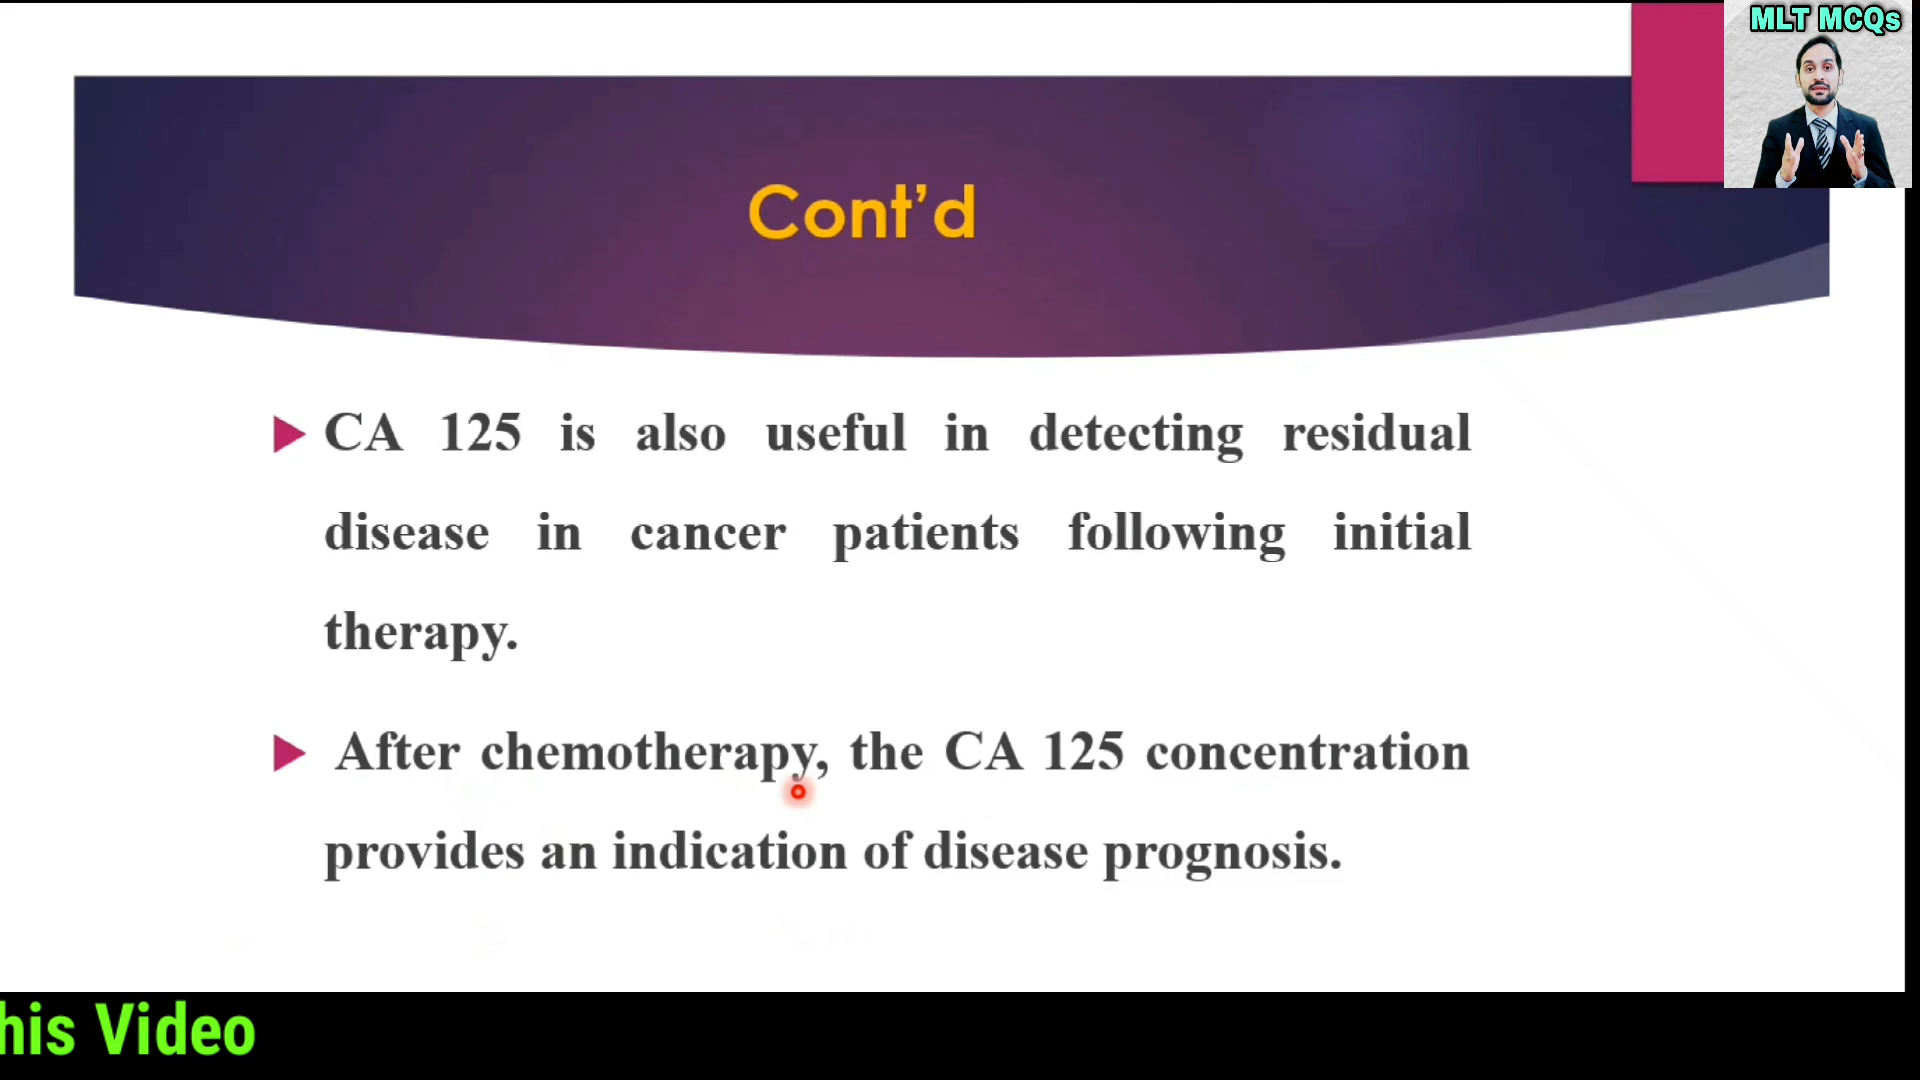 MLT MCQs
Cont’d
CA 125 is also useful in detecting residual
disease in cancer patients following initial
therapy.
After chemotherapy, the CA 125 concentration
provides an indication of disease prognosis.
his Video